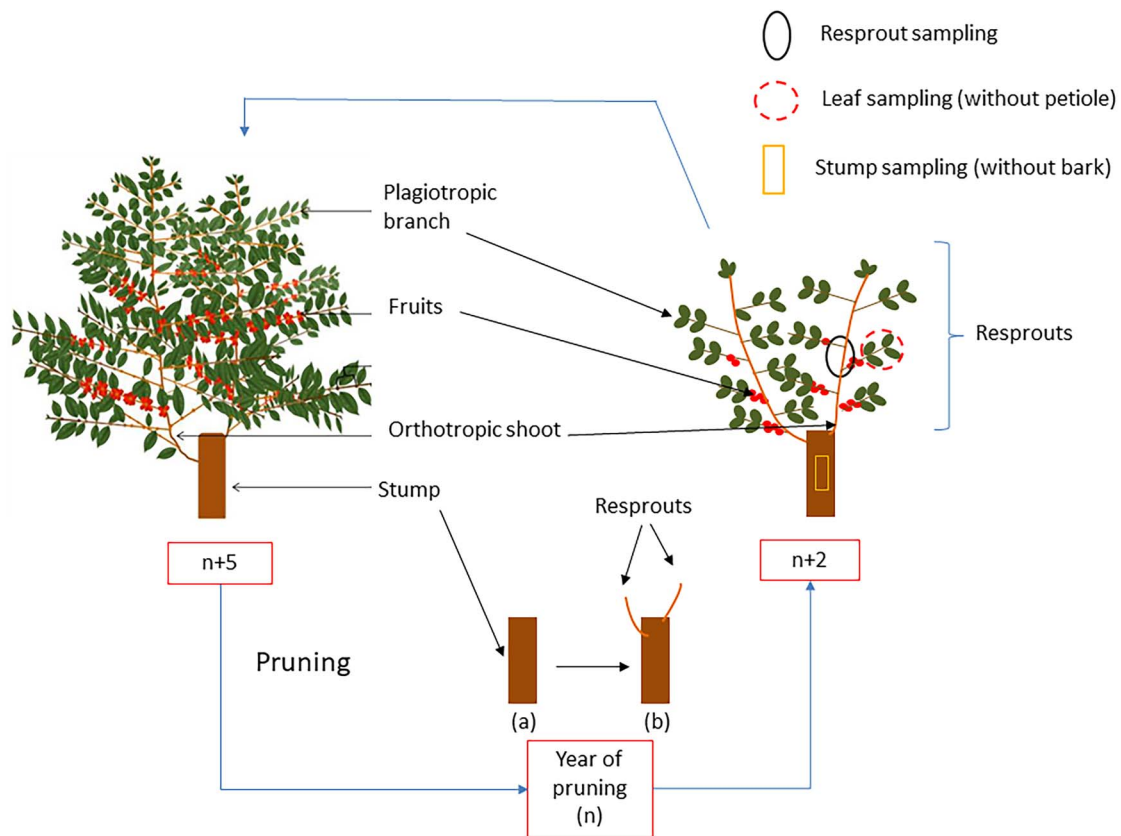 Resprout sampling
Leaf sampling (without petiole)
Stump sampling (without bark)
Plagiotropic
branch
Fruits
Resprouts
Orthotropic shoot
Stump
Resprouts
n+5
n+2
Pruning
(a)
(b)
Year of
pruning
(n)